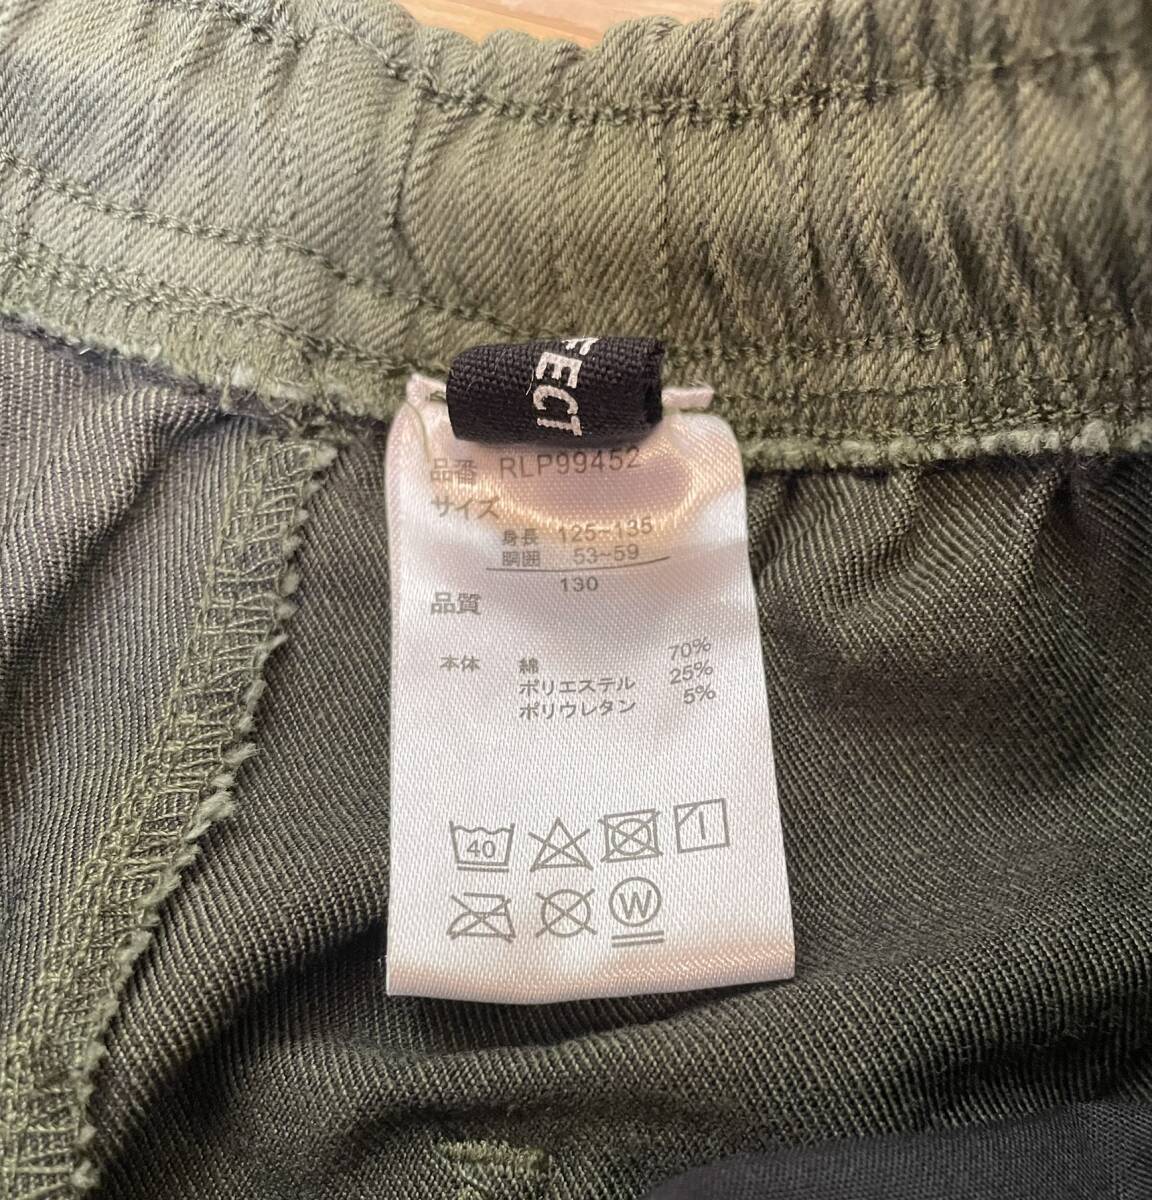 FECT
品番 RLP99452
サイズ
身長 125~135
胴囲 53~59
130
品質
本体 綿 70%
ポリエステル 25%
ポリウレタン 5%
40
W